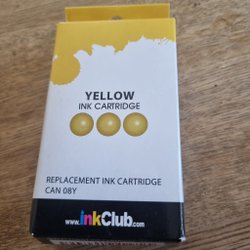 YELLOW
INK CARTRIDGE
REPLACEMENT INK CARTRIDGE
CAN 08Y
www.inkClub.com